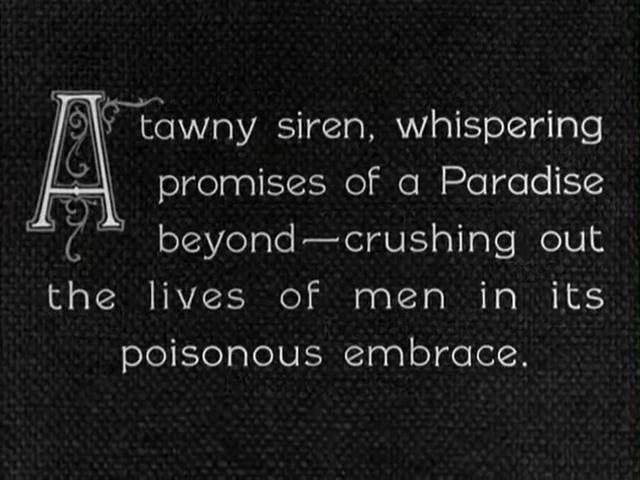 A tawny siren, whispering
promises of a Paradise
beyond—crushing out
the lives of men in its
poisonous embrace.